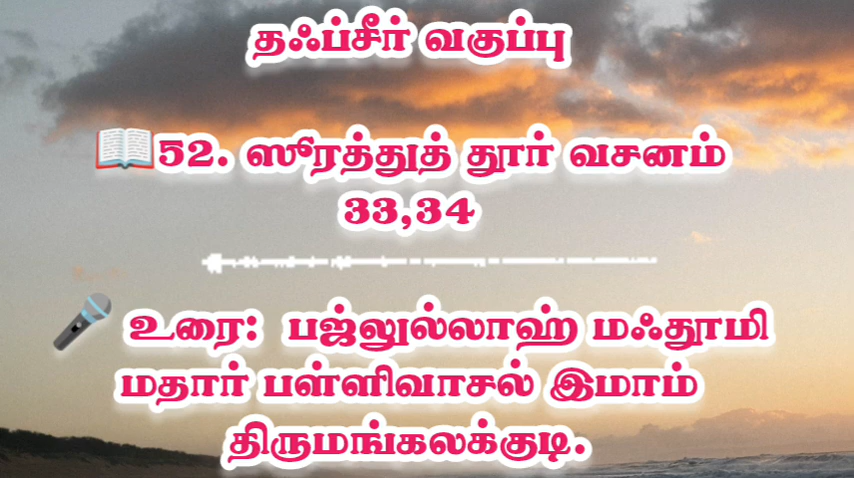 தஃப்சீர் வகுப்பு
📖52. ஸூரத்துத் தூர் வசனம்
33,34
🎤 உரை: பஜ்லுல்லாஹ் மஃதூமி
மதார் பள்ளிவாசல் இமாம்
திருமங்கலக்குடி.